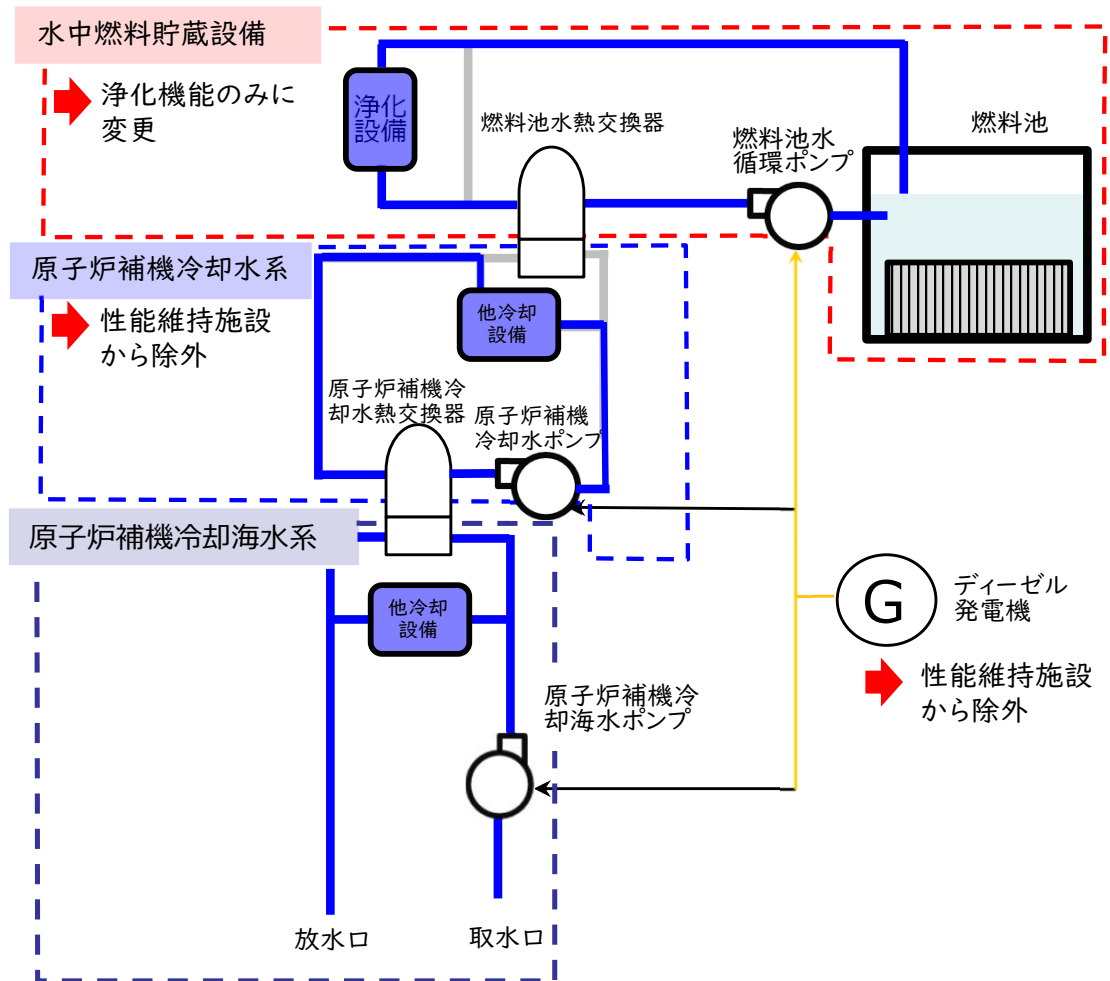 水中燃料貯蔵設備
浄化機能のみに
変更
浄化
設備
燃料池水熱交換器
燃料池水
循環ポンプ
燃料池
原子炉補機冷却水系
性能維持施設
から除外
他冷却
設備
原子炉補機冷
却水熱交換器
原子炉補機
冷却水ポンプ
原子炉補機冷却海水系
他冷却
設備
G
ディーゼル
発電機
性能維持施設
から除外
原子炉補機冷
却海水ポンプ
放水口
取水口